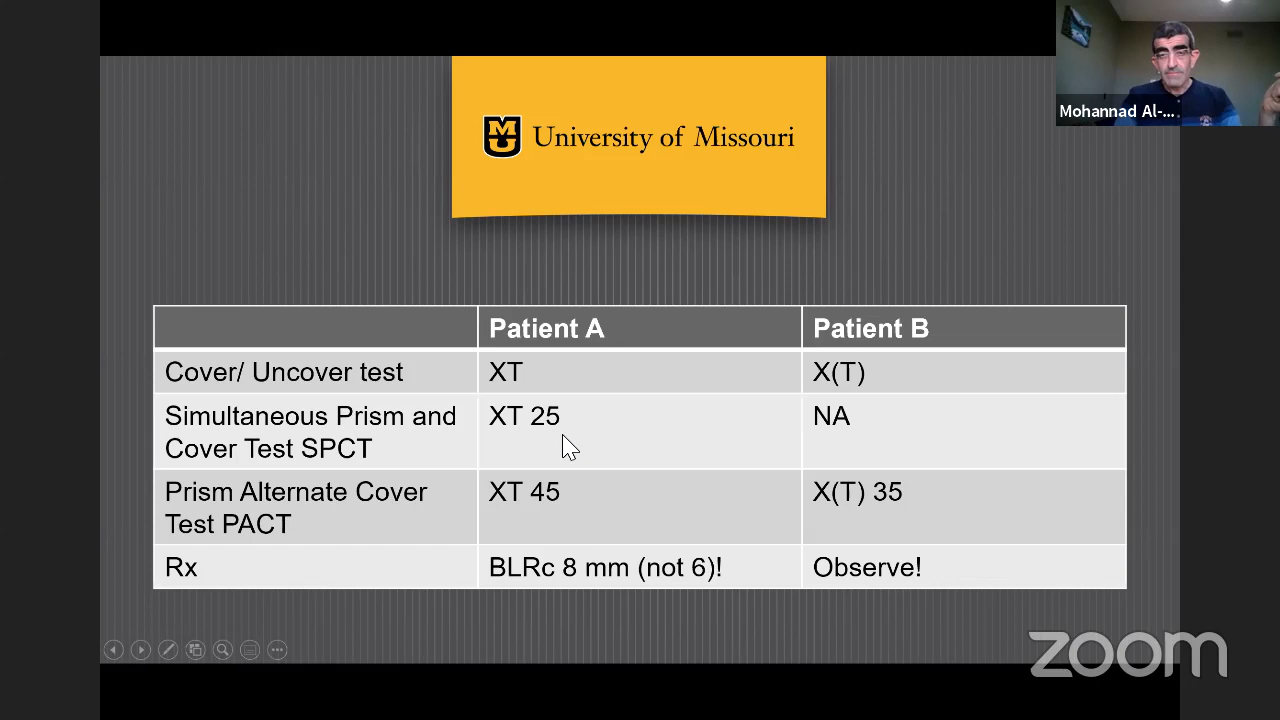 Mohannad Al-...
MU
University of Missouri
Patient A
Patient B
Cover/ Uncover test
XT
X(T)
Simultaneous Prism and
Cover Test SPCT
XT 25
NA
Prism Alternate Cover
Test PACT
XT 45
X(T) 35
Rx
BLRc 8 mm (not 6)!
Observe!
zoom